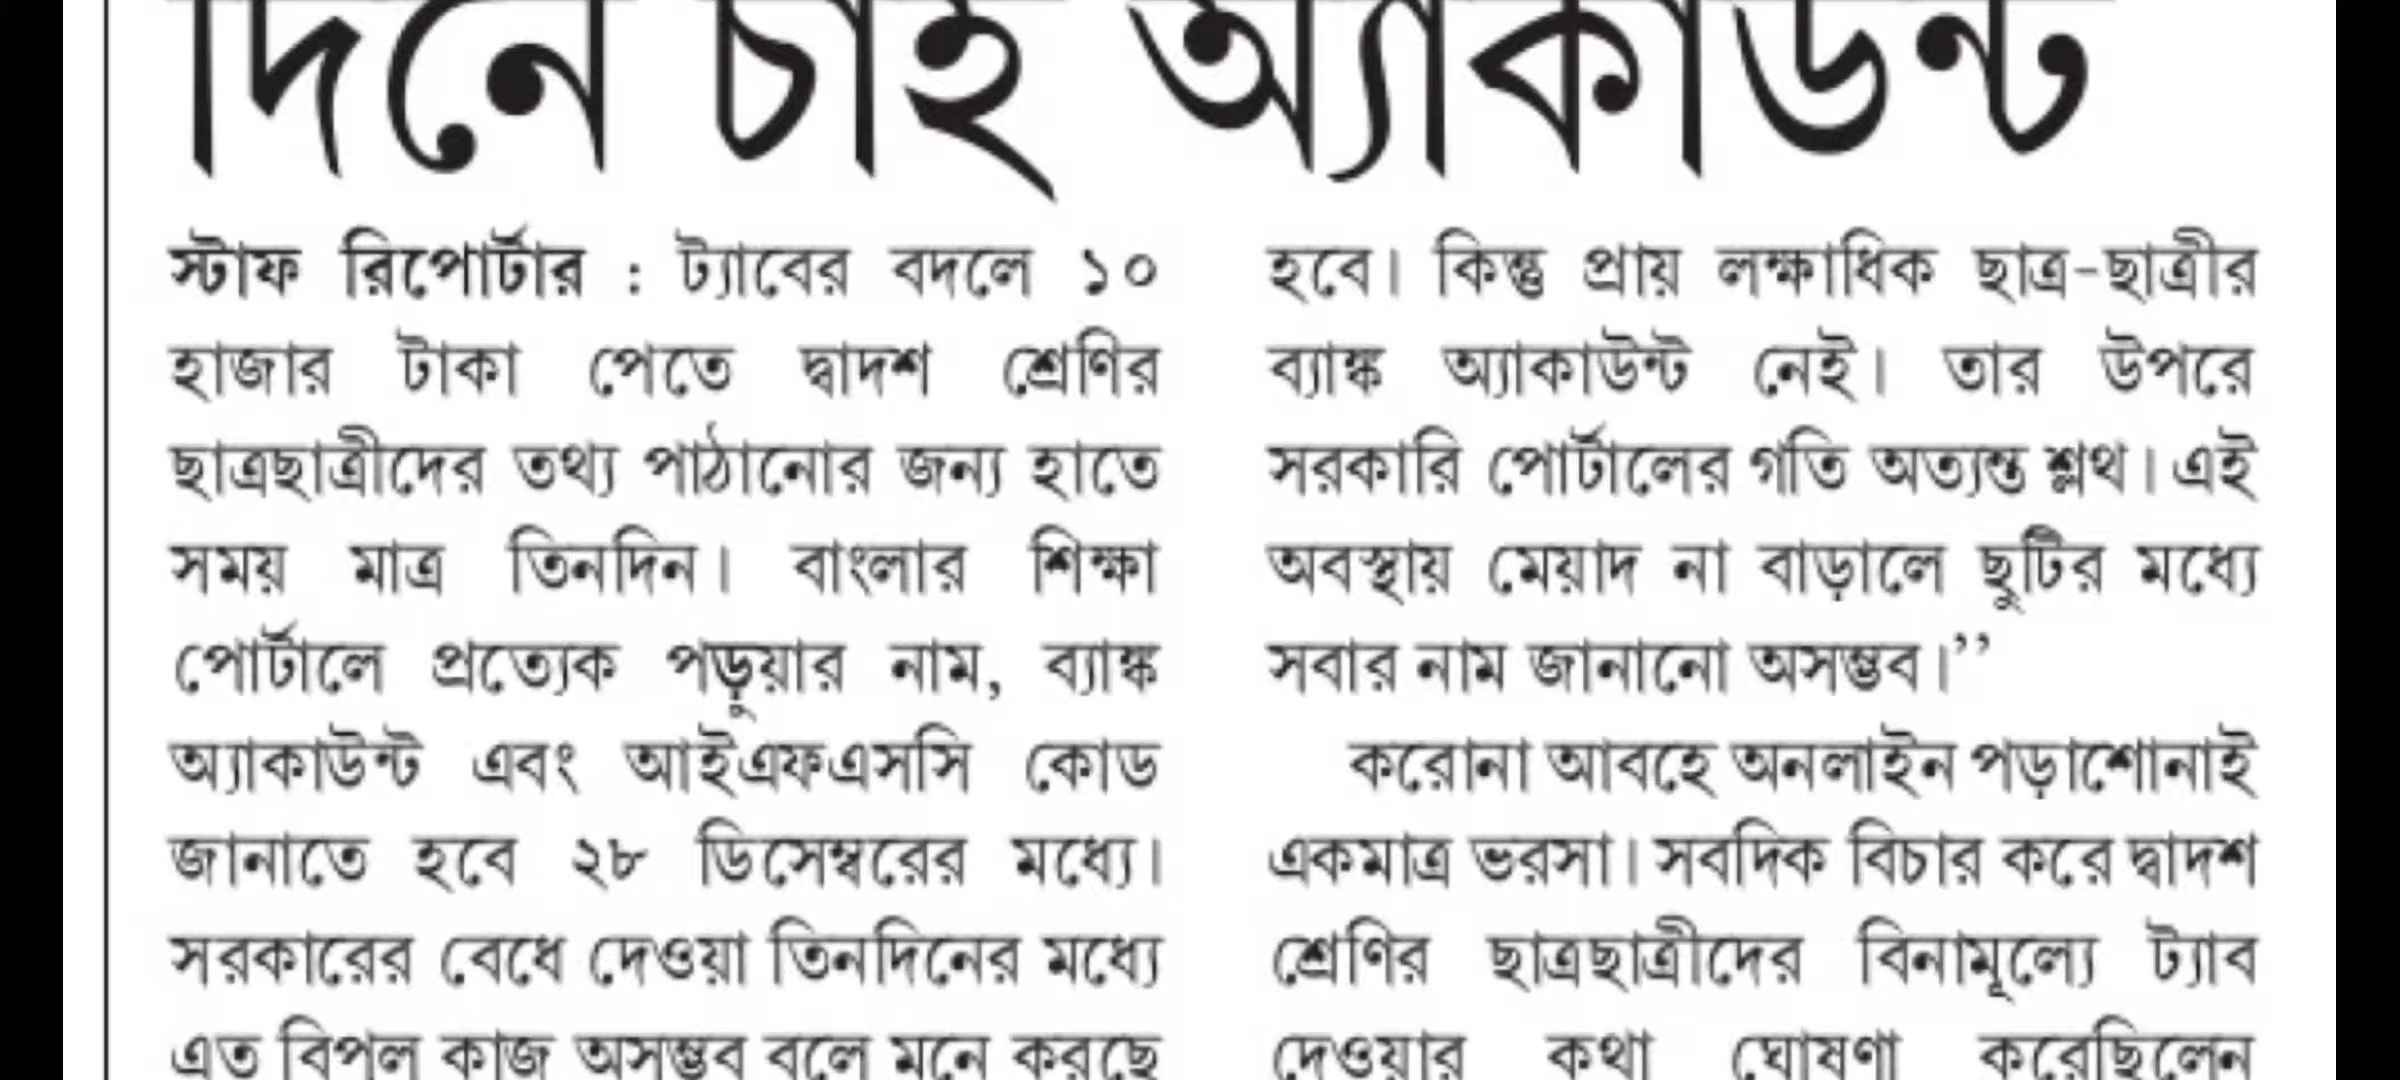 দিনে চাই অ্যাকাউন্ট
স্টাফ রিপোর্টার : ট্যাবের বদলে ১০
হাজার টাকা পেতে দ্বাদশ শ্রেণির
ছাত্রছাত্রীদের তথ্য পাঠানোর জন্য হাতে
সময় মাত্র তিনদিন। বাংলার শিক্ষা
পোর্টালে প্রত্যেক পড়ুয়ার নাম, ব্যাঙ্ক
অ্যাকাউন্ট এবং আইএফএসসি কোড
জানাতে হবে ২৮ ডিসেম্বরের মধ্যে।
সরকারের বেধে দেওয়া তিনদিনের মধ্যে
এত বিপুল কাজ অসম্ভব বলে মনে করছে
হবে। কিন্তু প্রায় লক্ষাধিক ছাত্র-ছাত্রীর
ব্যাঙ্ক অ্যাকাউন্ট নেই। তার উপরে
সরকারি পোর্টালের গতি অত্যন্ত শ্লথ। এই
অবস্থায় মেয়াদ না বাড়ালে ছুটির মধ্যে
সবার নাম জানানো অসম্ভব।’’
করোনা আবহে অনলাইন পড়াশোনাই
একমাত্র ভরসা। সবদিক বিচার করে দ্বাদশ
শ্রেণির ছাত্রছাত্রীদের বিনামূল্যে ট্যাব
দেওয়ার কথা ঘোষণা করেছিলেন